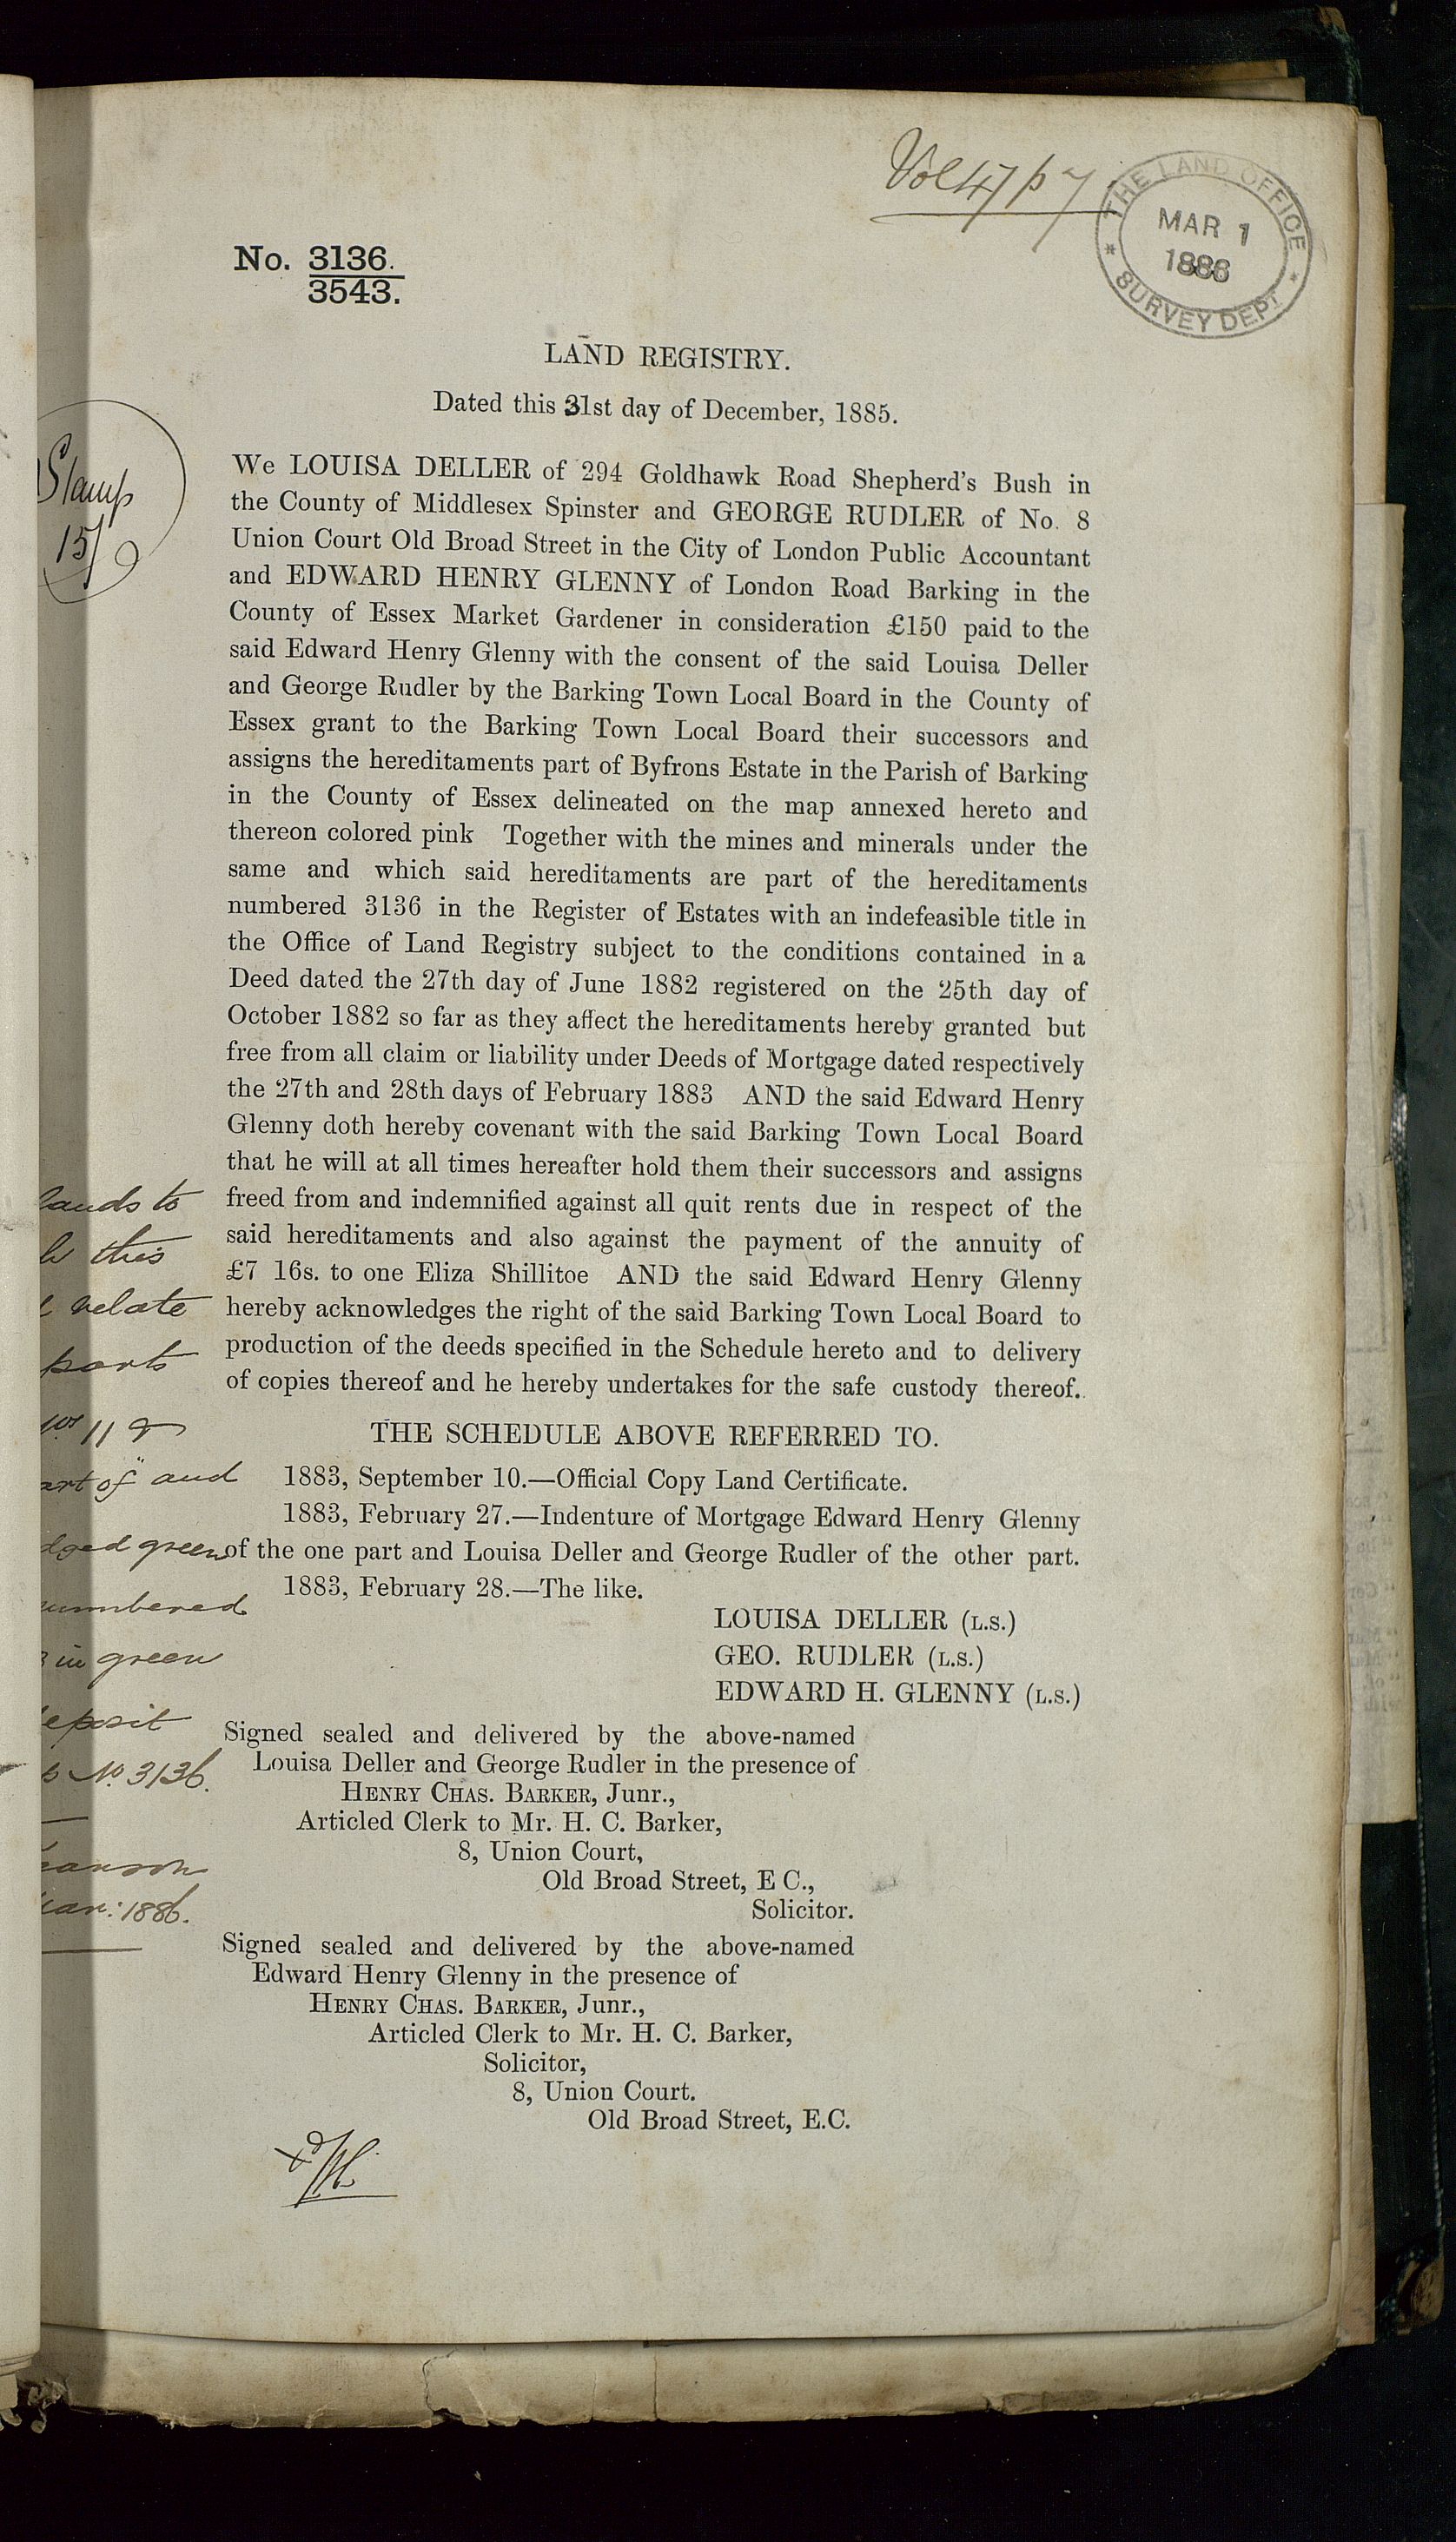 Vol 47 p 7
THE LAND OFFICE
MAR 1
1886
* SURVEY DEPT *
No. 3136.
3543.
LAND REGISTRY.
Dated this 31st day of December, 1885.
Stamp
15/
We LOUISA DELLER of 294 Goldhawk Road Shepherd's Bush in
the County of Middlesex Spinster and GEORGE RUDLER of No. 8
Union Court Old Broad Street in the City of London Public Accountant
and EDWARD HENRY GLENNY of London Road Barking in the
County of Essex Market Gardener in consideration £150 paid to the
said Edward Henry Glenny with the consent of the said Louisa Deller
and George Rudler by the Barking Town Local Board in the County of
Essex grant to the Barking Town Local Board their successors and
assigns the hereditaments part of Byfrons Estate in the Parish of Barking
in the County of Essex delineated on the map annexed hereto and
thereon colored pink Together with the mines and minerals under the
same and which said hereditaments are part of the hereditaments
numbered 3136 in the Register of Estates with an indefeasible title in
the Office of Land Registry subject to the conditions contained in a
Deed dated the 27th day of June 1882 registered on the 25th day of
October 1882 so far as they affect the hereditaments hereby granted but
free from all claim or liability under Deeds of Mortgage dated respectively
the 27th and 28th days of February 1883 AND the said Edward Henry
Glenny doth hereby covenant with the said Barking Town Local Board
that he will at all times hereafter hold them their successors and assigns
freed from and indemnified against all quit rents due in respect of the
said hereditaments and also against the payment of the annuity of
£7 16s. to one Eliza Shillitoe AND the said Edward Henry Glenny
hereby acknowledges the right of the said Barking Town Local Board to
production of the deeds specified in the Schedule hereto and to delivery
of copies thereof and he hereby undertakes for the safe custody thereof.
lands to
this
relate
parts
11
art of" and
dged green
numbered
in green
eposit
No. 3136.
1886.
THE SCHEDULE ABOVE REFERRED TO.
1883, September 10.—Official Copy Land Certificate.
1883, February 27.—Indenture of Mortgage Edward Henry Glenny
of the one part and Louisa Deller and George Rudler of the other part.
1883, February 28.—The like.
LOUISA DELLER (L.S.)
GEO. RUDLER (L.S.)
EDWARD H. GLENNY (L.S.)
Signed sealed and delivered by the above-named
Louisa Deller and George Rudler in the presence of
HENRY CHAS. BARKER, Junr.,
Articled Clerk to Mr. H. C. Barker,
8, Union Court,
Old Broad Street, E C.,
Solicitor.
Signed sealed and delivered by the above-named
Edward Henry Glenny in the presence of
HENRY CHAS. BARKER, Junr.,
Articled Clerk to Mr. H. C. Barker,
Solicitor,
8, Union Court.
Old Broad Street, E.C.